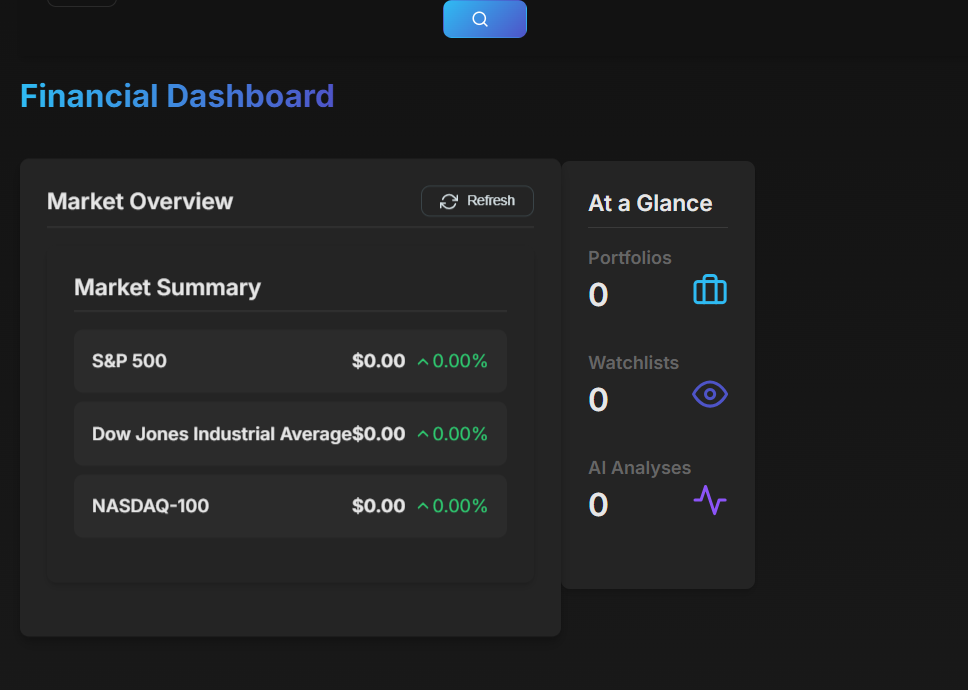 Financial Dashboard
Market Overview
Refresh
Market Summary
S&P 500 $0.00 0.00%
Dow Jones Industrial Average $0.00 0.00%
NASDAQ-100 $0.00 0.00%
At a Glance
Portfolios
0
Watchlists
0
AI Analyses
0